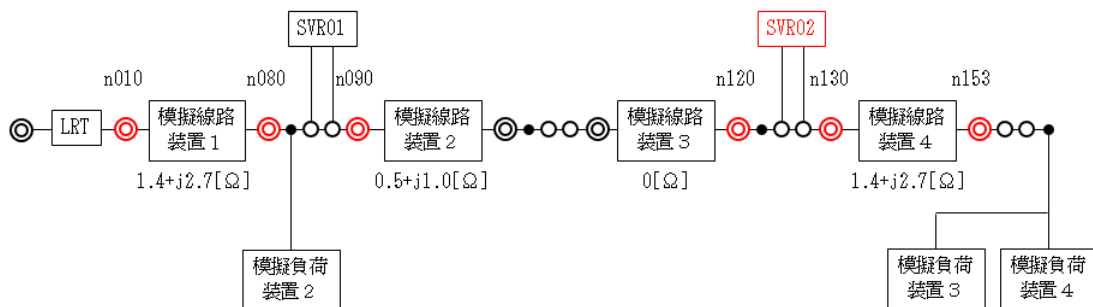 SVR01
SVR02
n010
n080
n090
n120
n130
n153
LRT
模擬線路
装置1
模擬線路
装置2
模擬線路
装置3
模擬線路
装置4
1.4+j2.7[Ω]
0.5+j1.0[Ω]
0[Ω]
1.4+j2.7[Ω]
模擬負荷
装置2
模擬負荷
装置3
模擬負荷
装置4